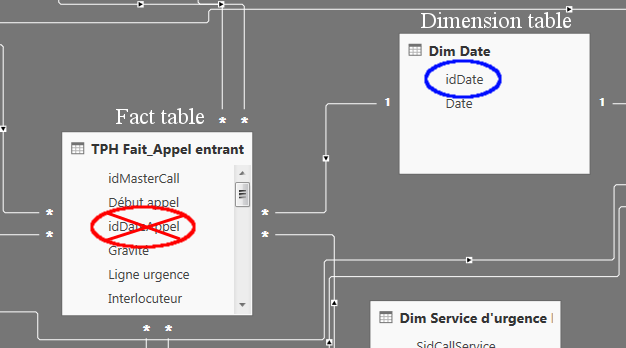 Dimension table
Dim Date
idDate
Date
1
1
Fact table
* *
TPH Fait_Appel entrant
idMasterCall
Début appel
*
*
idDateAppel
*
*
Gravité
Ligne urgence
Interlocuteur
* *
Dim Service d'urgence
SidCallService